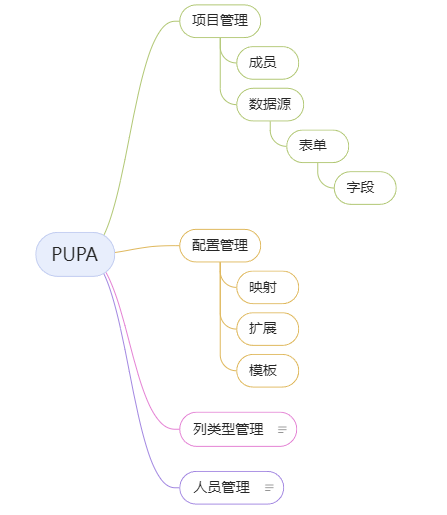 项目管理
成员
数据源
表单
字段
PUPA
配置管理
映射
扩展
模板
列类型管理
人员管理